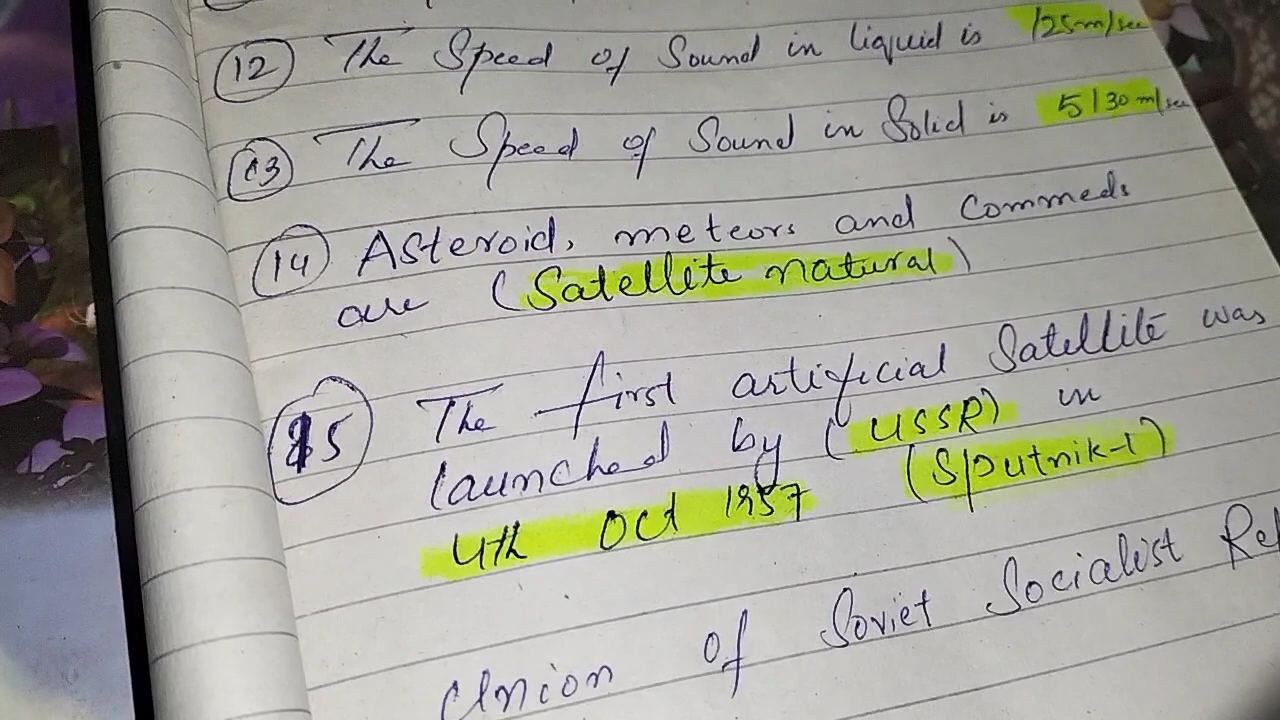 12 The Speed of Sound in liquid is 125m/sec
13 The Speed of Sound in Solid is 5130 m/sec
14 Asteroid, meteors and Commeds
are (Satellite natural)
15 The first artificial Satellite was
launched by (USSR) in
4th Oct 1957 (Sputnik-1)
Union of Soviet Socialist Rep